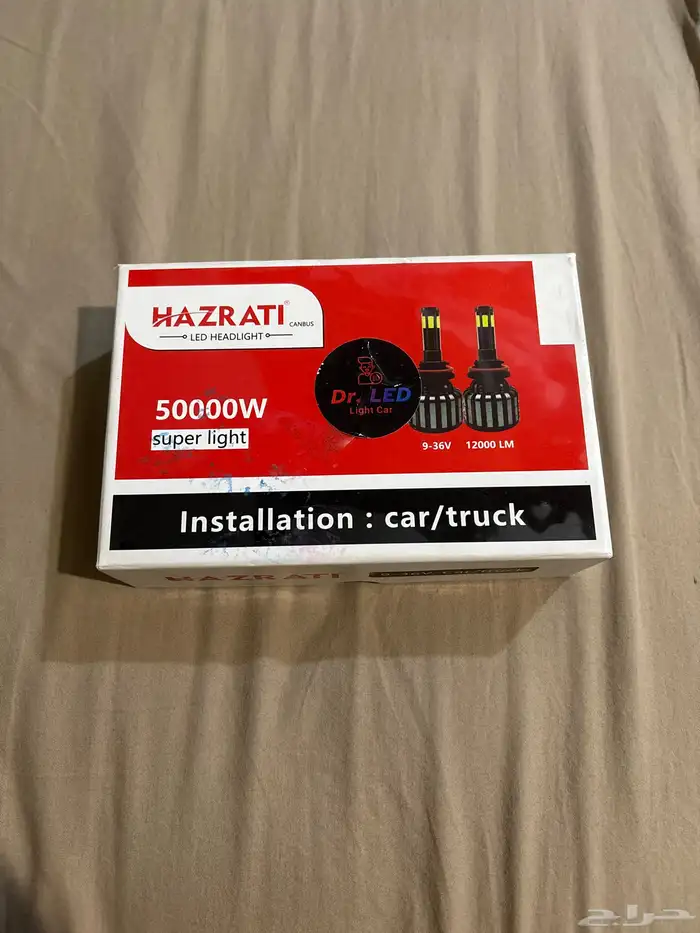 HAZRATI®
CANBUS
LED HEADLIGHT
50000W
super light
Dr. LED
Light Car
9-36V
12000 LM
Installation : car/truck
HAZRATI
حراج